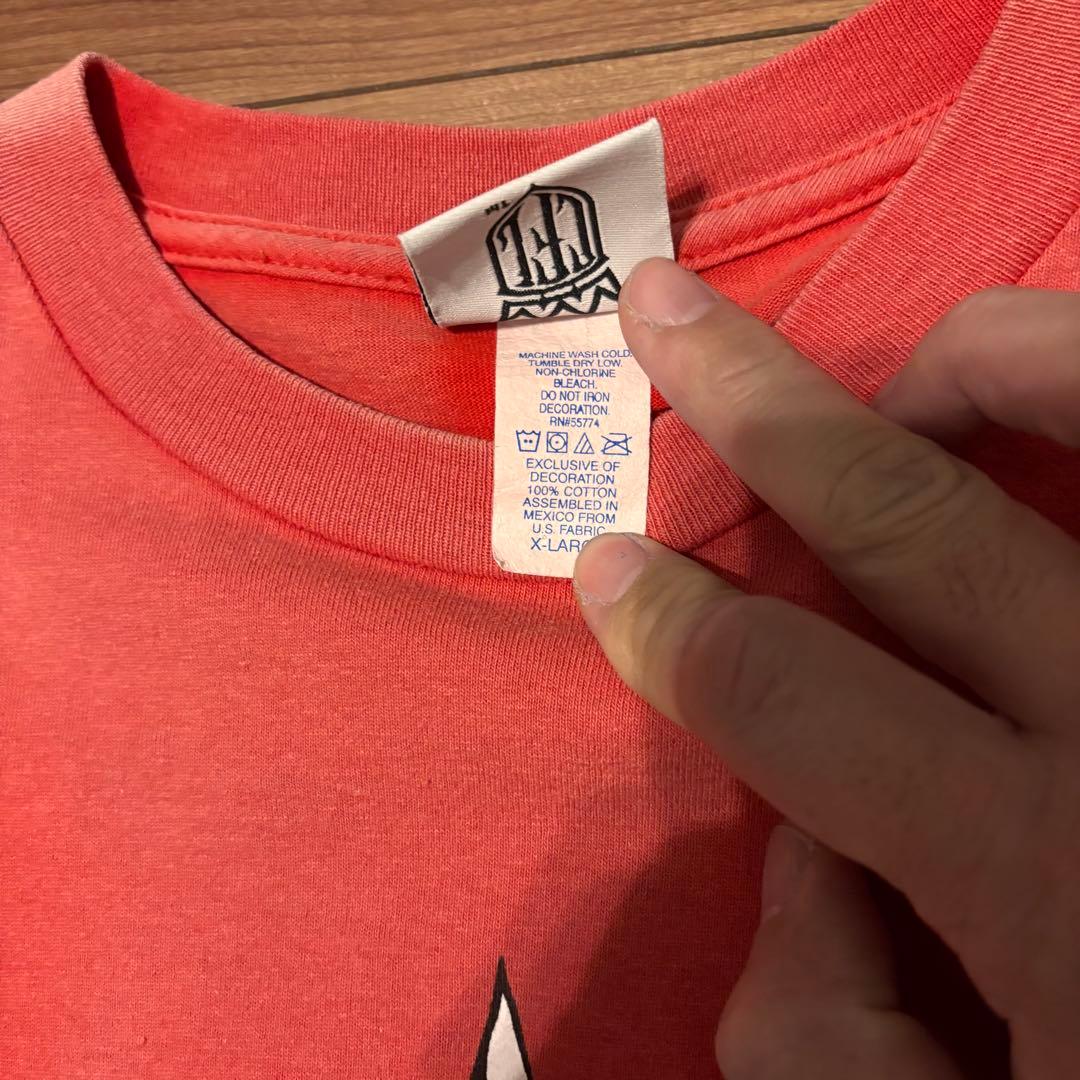 MACHINE WASH COLD.
TUMBLE DRY LOW.
NON-CHLORINE
BLEACH.
DO NOT IRON
DECORATION.
RN#55774
EXCLUSIVE OF
DECORATION
100% COTTON
ASSEMBLED IN
MEXICO FROM
U.S. FABRIC
X-LARG